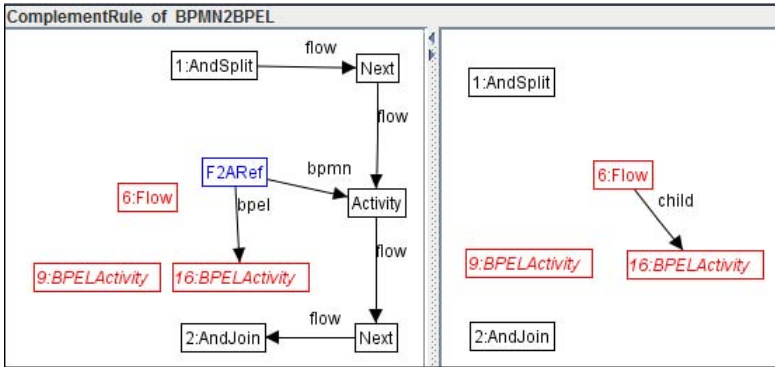 ComplementRule of BPMN2BPEL
flow
1:AndSplit
Next
flow
F2ARef
bpmn
6:Flow
bpel
Activity
flow
9:BPELActivity
16:BPELActivity
flow
2:AndJoin
Next
1:AndSplit
6:Flow
child
9:BPELActivity
16:BPELActivity
2:AndJoin